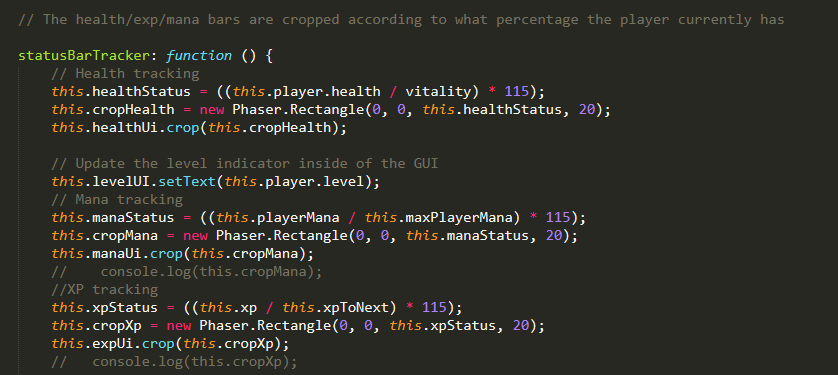 // The health/exp/mana bars are cropped according to what percentage the player currently has
statusBarTracker: function () {
// Health tracking
this.healthStatus = ((this.player.health / vitality) * 115);
this.cropHealth = new Phaser.Rectangle(0, 0, this.healthStatus, 20);
this.healthUi.crop(this.cropHealth);
// Update the level indicator inside of the GUI
this.levelUI.setText(this.player.level);
// Mana tracking
this.manaStatus = ((this.playerMana / this.maxPlayerMana) * 115);
this.cropMana = new Phaser.Rectangle(0, 0, this.manaStatus, 20);
this.manaUi.crop(this.cropMana);
//    console.log(this.cropMana);
//XP tracking
this.xpStatus = ((this.xp / this.xpToNext) * 115);
this.cropXp = new Phaser.Rectangle(0, 0, this.xpStatus, 20);
this.expUi.crop(this.cropXp);
//   console.log(this.cropXp);